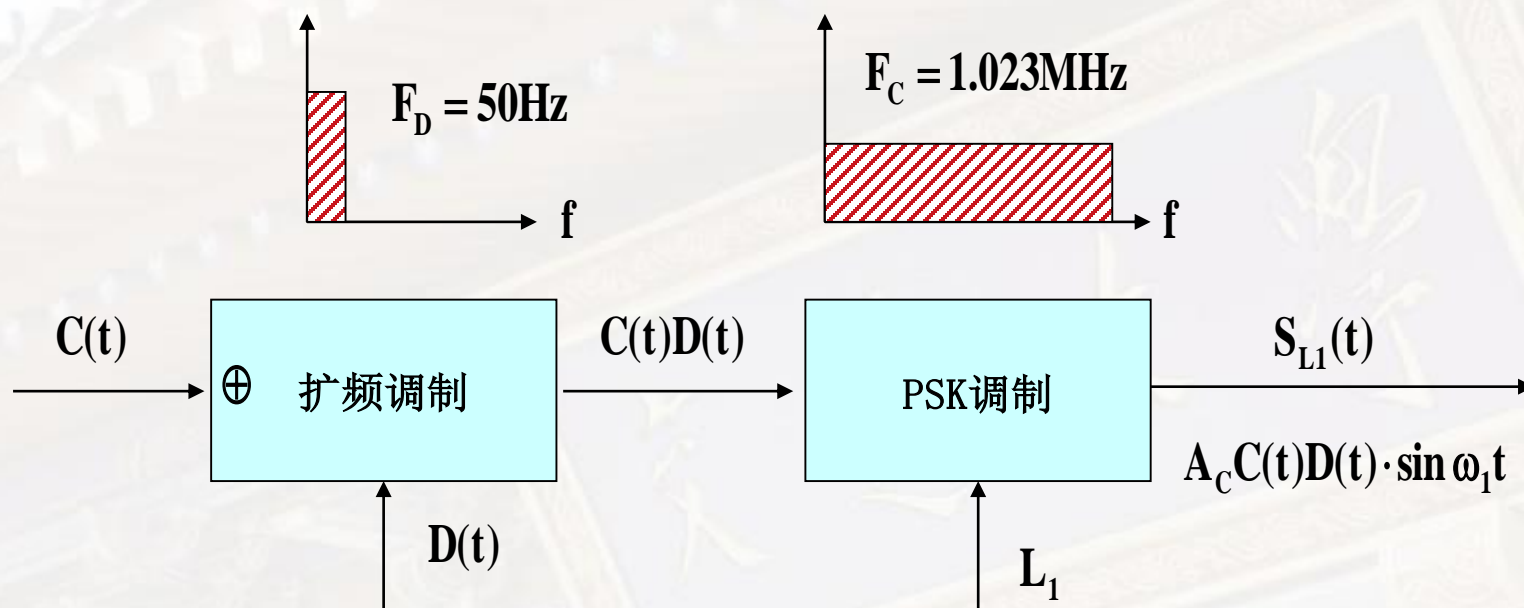 F_D = 50Hz
f
F_C = 1.023MHz
f
C(t)
⊕ 扩频调制
C(t)D(t)
PSK调制
S_L1(t)
A_C C(t)D(t)·sin ω_1 t
D(t)
L_1